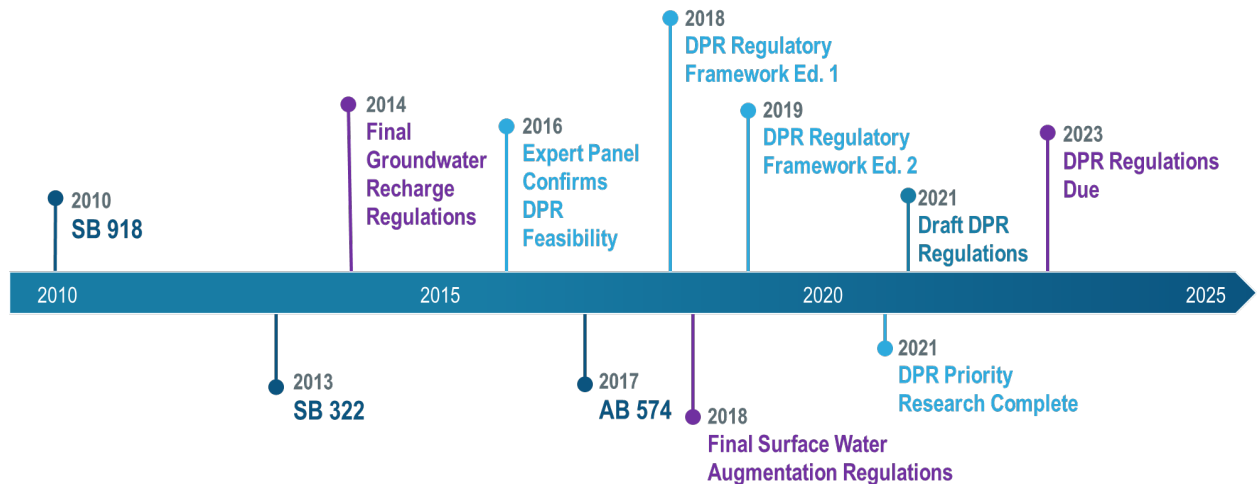 2018
DPR Regulatory
Framework Ed. 1
2014
Final
Groundwater
Recharge
Regulations
2016
Expert Panel
Confirms
DPR
Feasibility
2019
DPR Regulatory
Framework Ed. 2
2023
DPR Regulations
Due
2010
SB 918
2021
Draft DPR
Regulations
2010
2015
2020
2025
2013
SB 322
2017
AB 574
2018
Final Surface Water
Augmentation Regulations
2021
DPR Priority
Research Complete